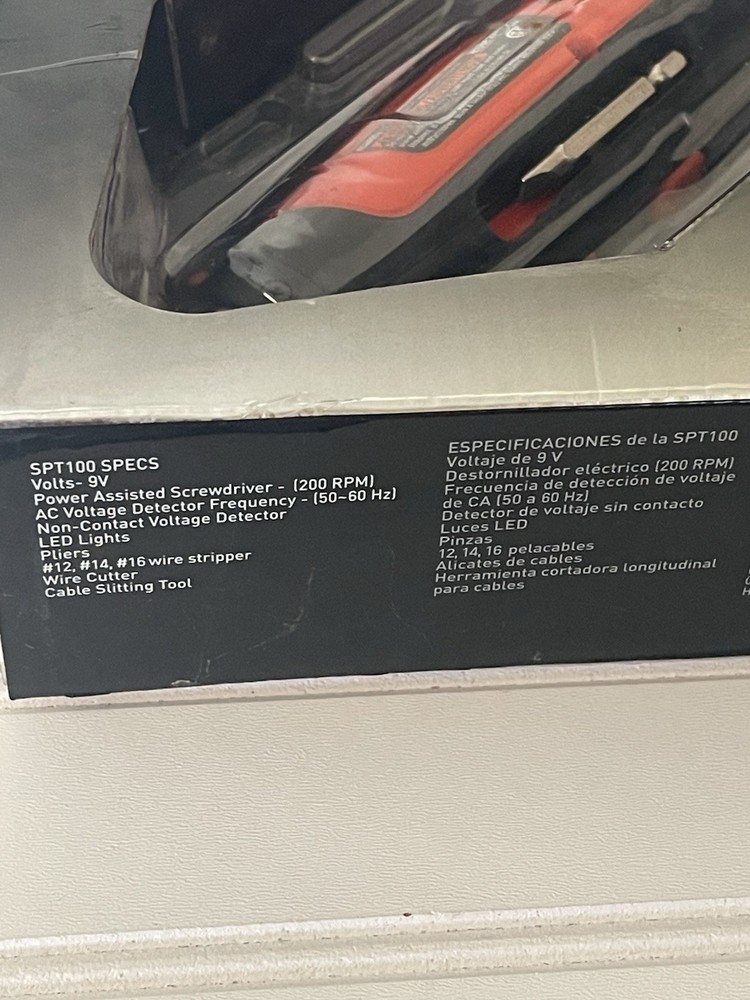 SPT100 SPECS
Volts- 9V
Power Assisted Screwdriver - (200 RPM)
AC Voltage Detector Frequency - (50~60 Hz)
Non-Contact Voltage Detector
LED Lights
Pliers
#12, #14, #16 wire stripper
Wire Cutter
Cable Slitting Tool
ESPECIFICACIONES de la SPT100
Voltaje de 9 V
Destornillador eléctrico (200 RPM)
Frecuencia de detección de voltaje
de CA (50 a 60 Hz)
Detector de voltaje sin contacto
Luces LED
Pinzas
12, 14, 16 pelacables
Alicates de cables
Herramienta cortadora longitudinal
para cables